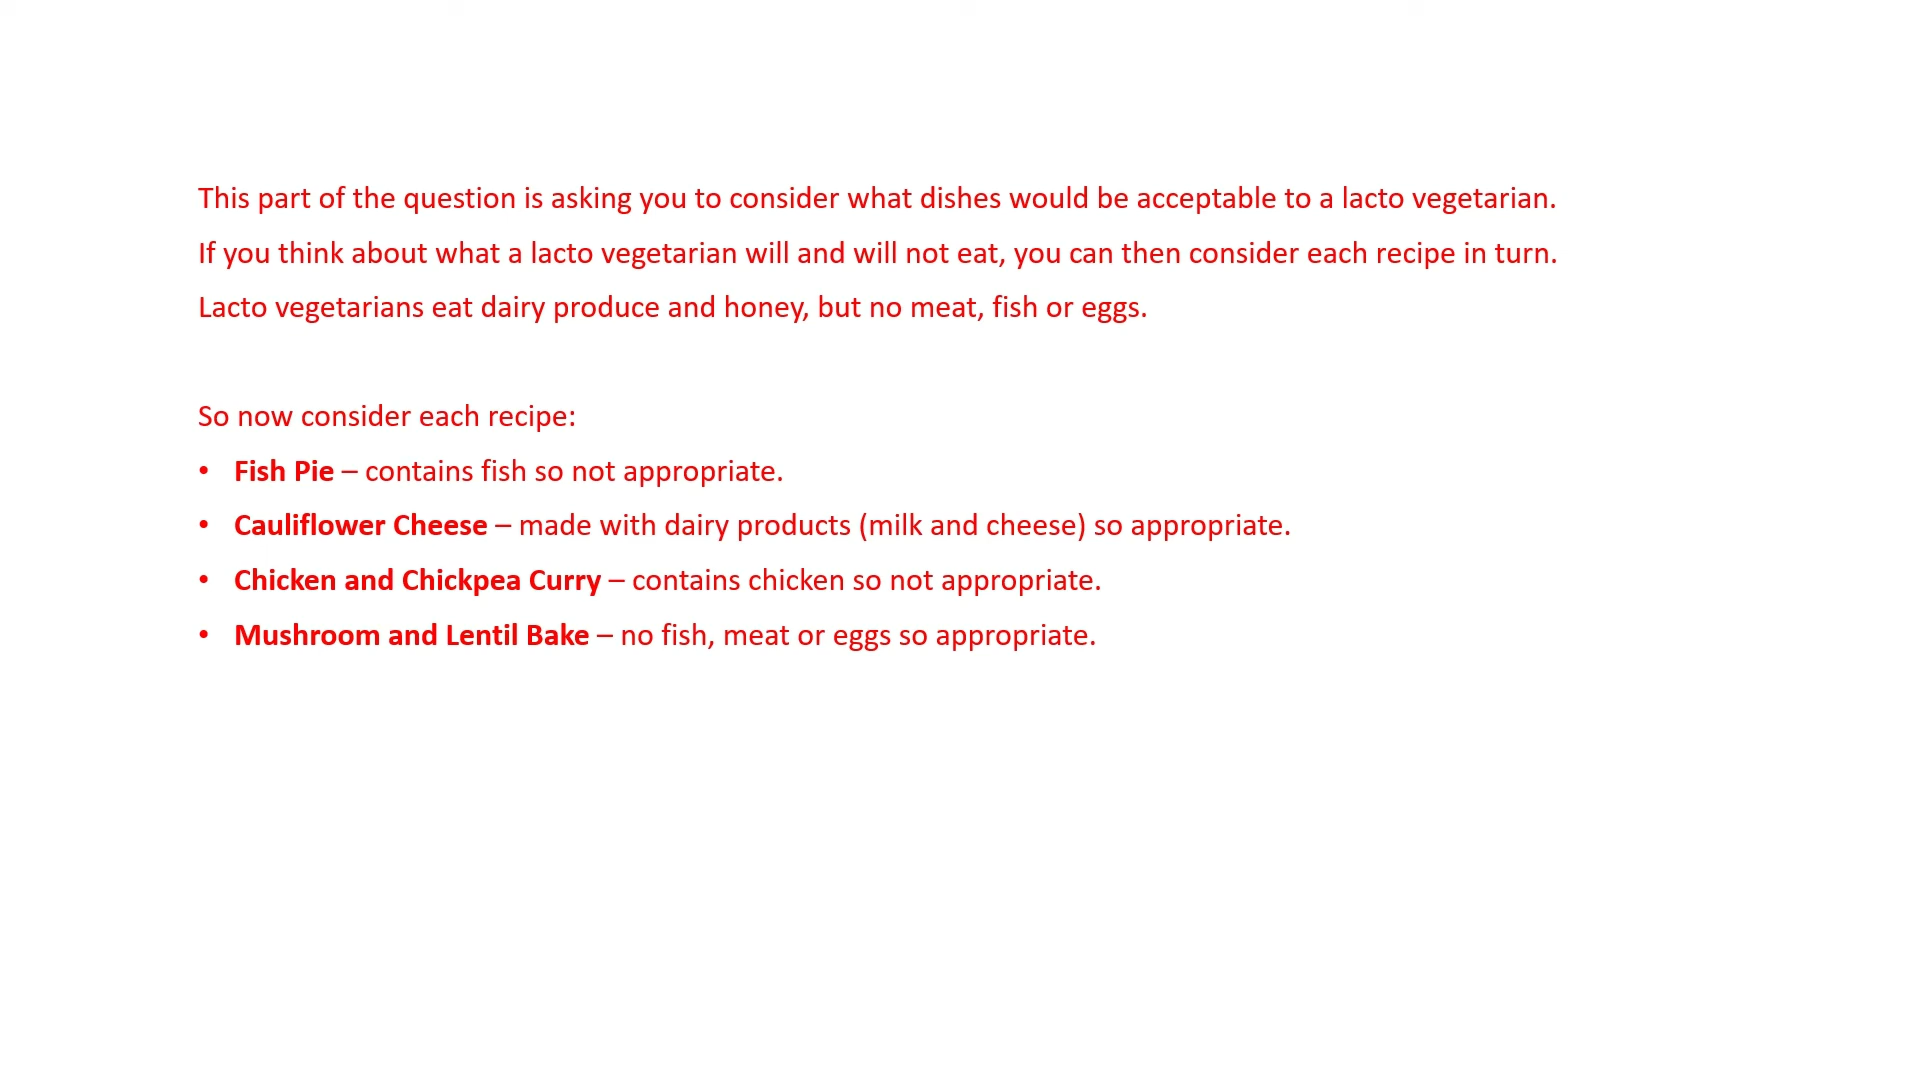 This part of the question is asking you to consider what dishes would be acceptable to a lacto vegetarian.
If you think about what a lacto vegetarian will and will not eat, you can then consider each recipe in turn.
Lacto vegetarians eat dairy produce and honey, but no meat, fish or eggs.
So now consider each recipe:
• Fish Pie – contains fish so not appropriate.
• Cauliflower Cheese – made with dairy products (milk and cheese) so appropriate.
• Chicken and Chickpea Curry – contains chicken so not appropriate.
• Mushroom and Lentil Bake – no fish, meat or eggs so appropriate.